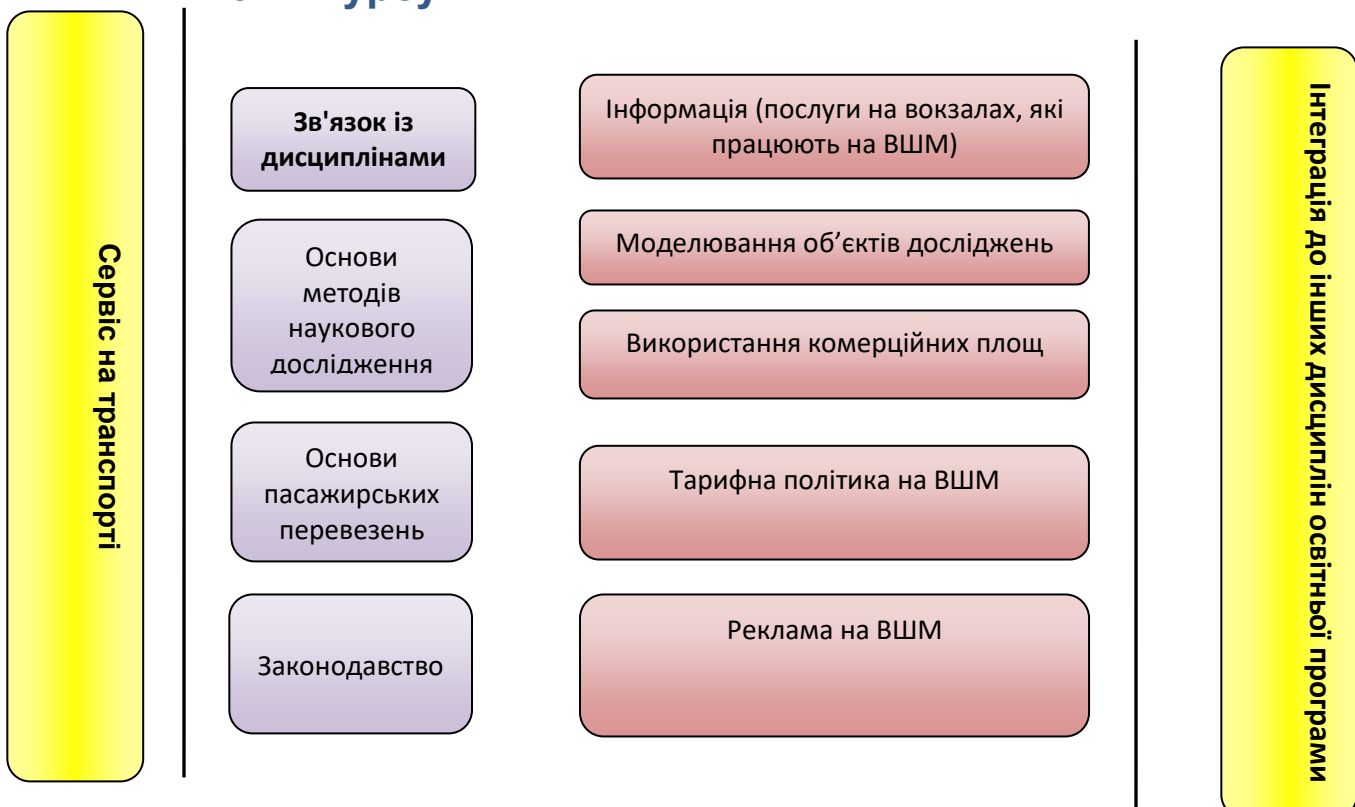 Сервіс на транспорті
Зв'язок із
дисциплінами
Основи
методів
наукового
дослідження
Основи
пасажирських
перевезень
Законодавство
Інформація (послуги на вокзалах, які
працюють на ВШМ)
Моделювання об’єктів досліджень
Використання комерційних площ
Тарифна політика на ВШМ
Реклама на ВШМ
Інтеграція до інших дисциплін освітньої програми